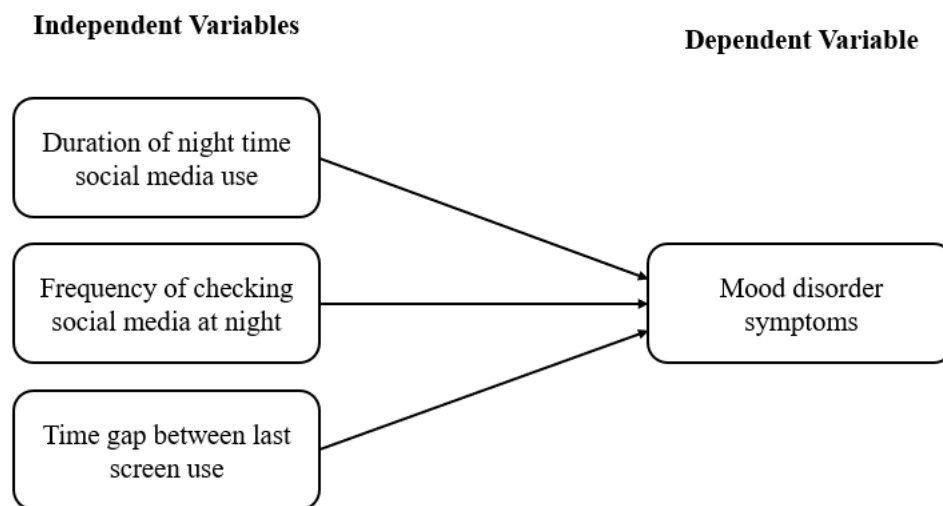 Independent Variables
Dependent Variable
Duration of night time
social media use
Frequency of checking
social media at night
Mood disorder
symptoms
Time gap between last
screen use